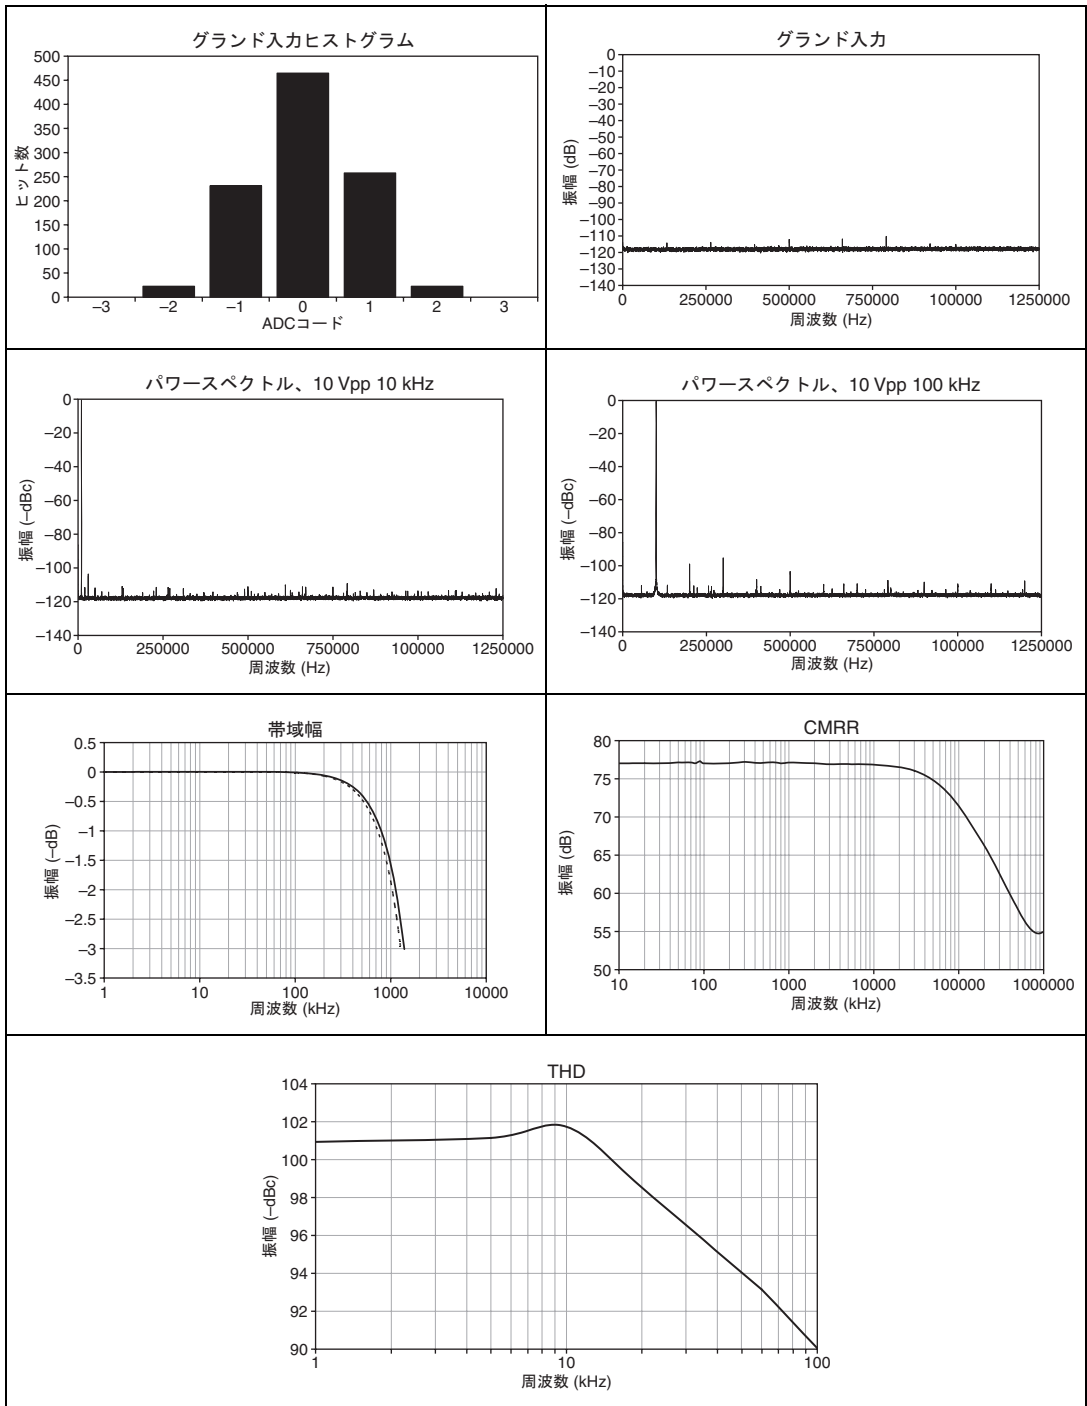 グランド入力ヒストグラム
500
450
400
350
300
250
200
150
100
50
0
ヒット数
–3 –2 –1 0 1 2 3
ADCコード
グランド入力
0
–10
–20
–30
–40
–50
–60
–70
–80
–90
–100
–110
–120
–130
–140
振幅 (dB)
0 250000 500000 750000 100000 1250000
周波数 (Hz)
パワースペクトル、10 Vpp 10 kHz
0
–20
–40
–60
–80
–100
–120
–140
振幅 (–dBc)
0 250000 500000 750000 100000 1250000
周波数 (Hz)
パワースペクトル、10 Vpp 100 kHz
0
–20
–40
–60
–80
–100
–120
–140
振幅 (–dBc)
0 250000 500000 750000 100000 1250000
周波数 (Hz)
帯域幅
0.5
0
–0.5
–1
–1.5
–2
–2.5
–3
–3.5
振幅 (–dB)
1 10 100 1000 10000
周波数 (kHz)
CMRR
80
75
70
65
60
55
50
振幅 (dB)
10 100 1000 10000 100000 1000000
周波数 (kHz)
THD
104
102
100
98
96
94
92
90
振幅 (–dBc)
1 10 100
周波数 (kHz)